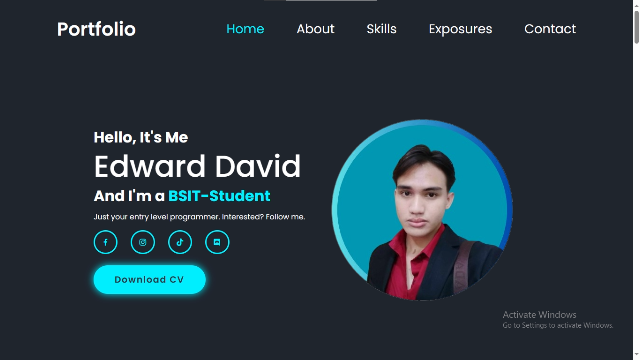 Portfolio
Home About Skills Exposures Contact
Hello, It's Me
Edward David
And I'm a BSIT-Student
Just your entry level programmer. Interested? Follow me.
Download CV
Activate Windows
Go to Settings to activate Windows.